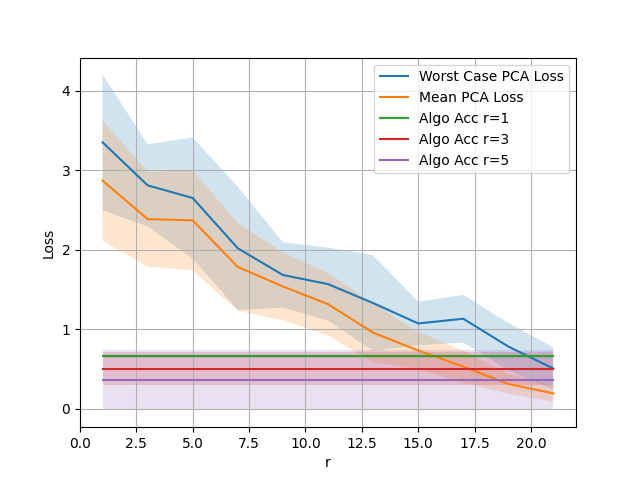 Worst Case PCA Loss
Mean PCA Loss
Algo Acc r=1
Algo Acc r=3
Algo Acc r=5
4
3
2
1
0
Loss
0.0 2.5 5.0 7.5 10.0 12.5 15.0 17.5 20.0
r